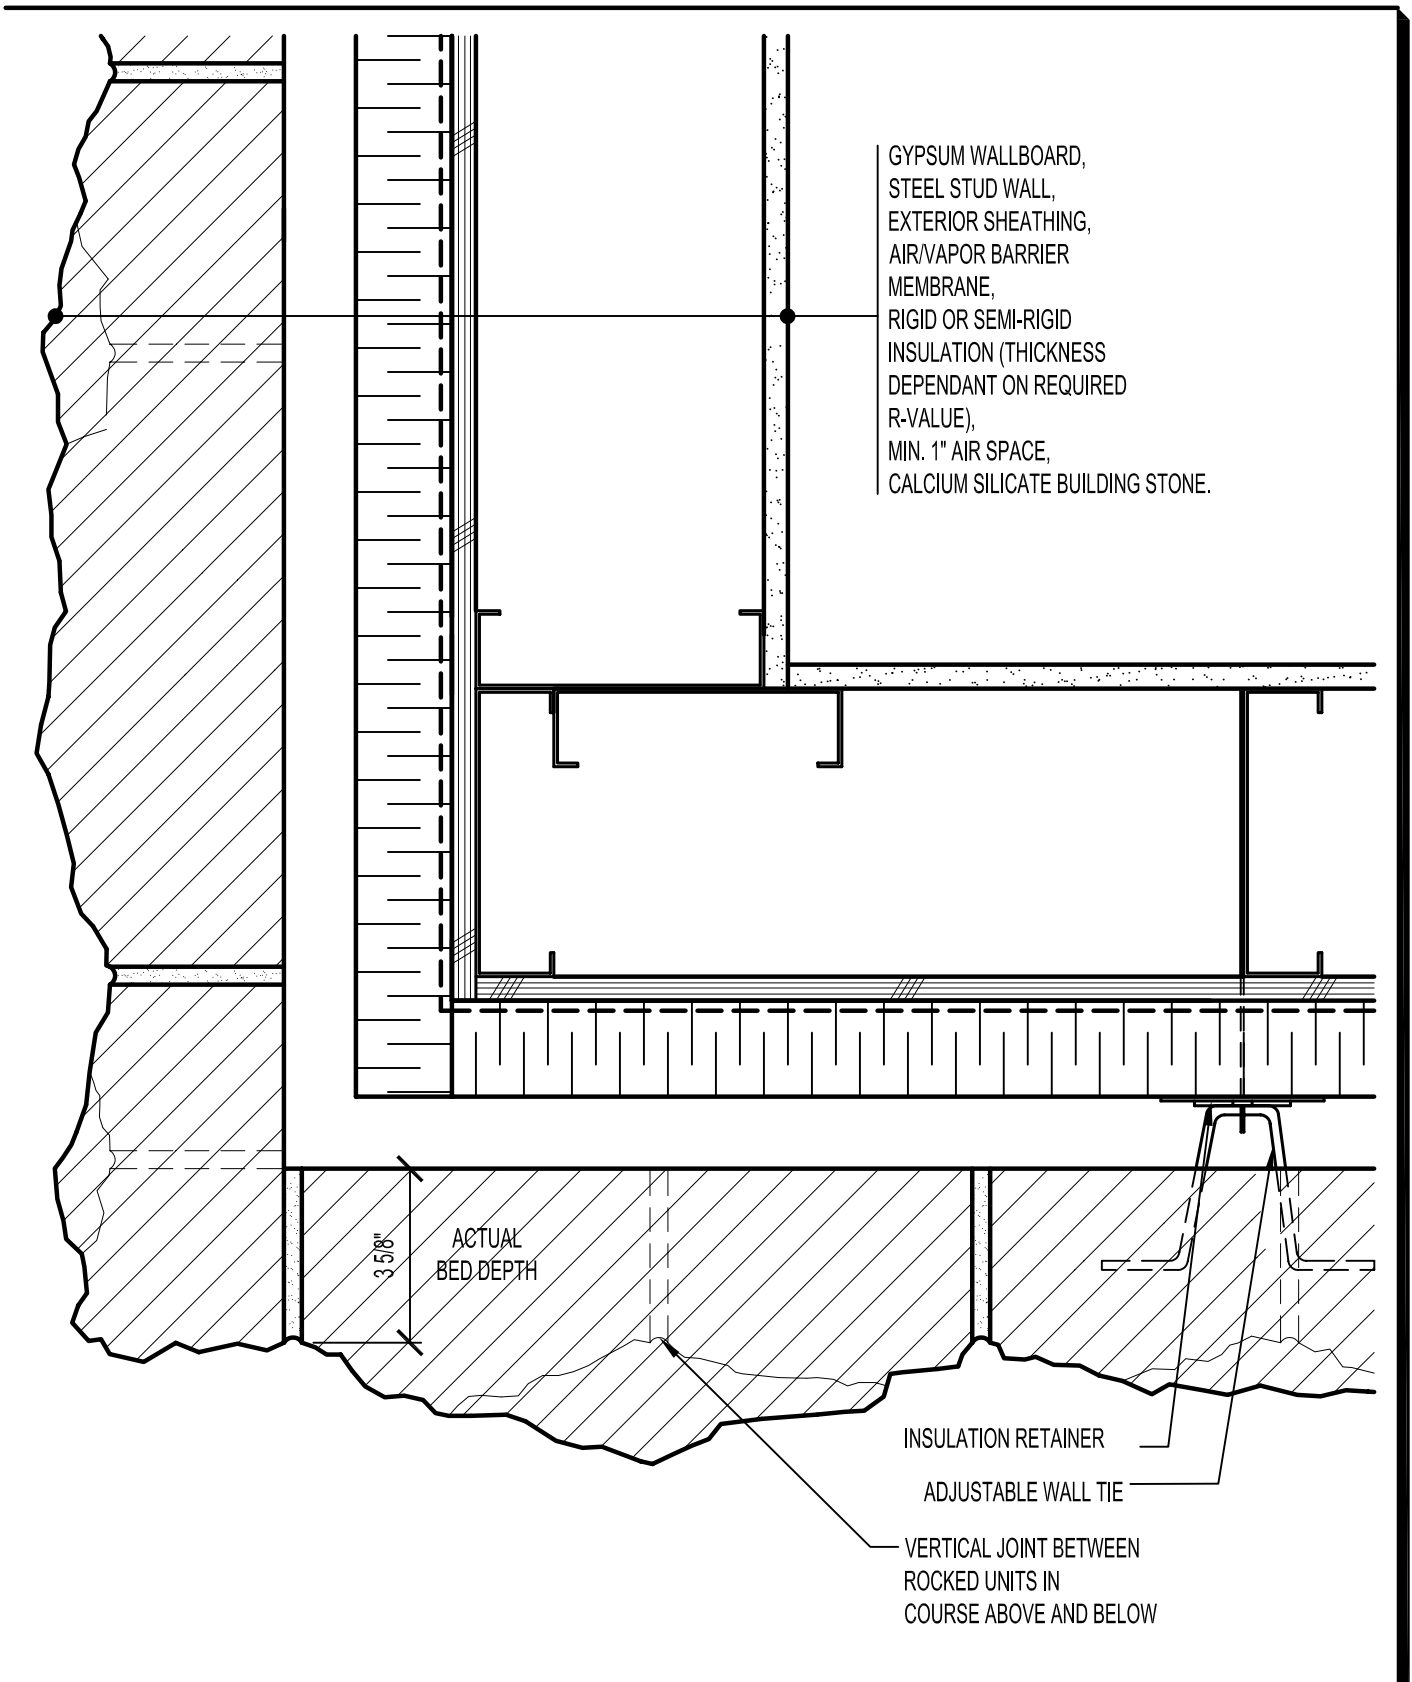 GYPSUM WALLBOARD,
STEEL STUD WALL,
EXTERIOR SHEATHING,
AIR/VAPOR BARRIER
MEMBRANE,
RIGID OR SEMI-RIGID
INSULATION (THICKNESS
DEPENDANT ON REQUIRED
R-VALUE),
MIN. 1" AIR SPACE,
CALCIUM SILICATE BUILDING STONE.
3 5/8"
ACTUAL
BED DEPTH
INSULATION RETAINER
ADJUSTABLE WALL TIE
VERTICAL JOINT BETWEEN
ROCKED UNITS IN
COURSE ABOVE AND BELOW